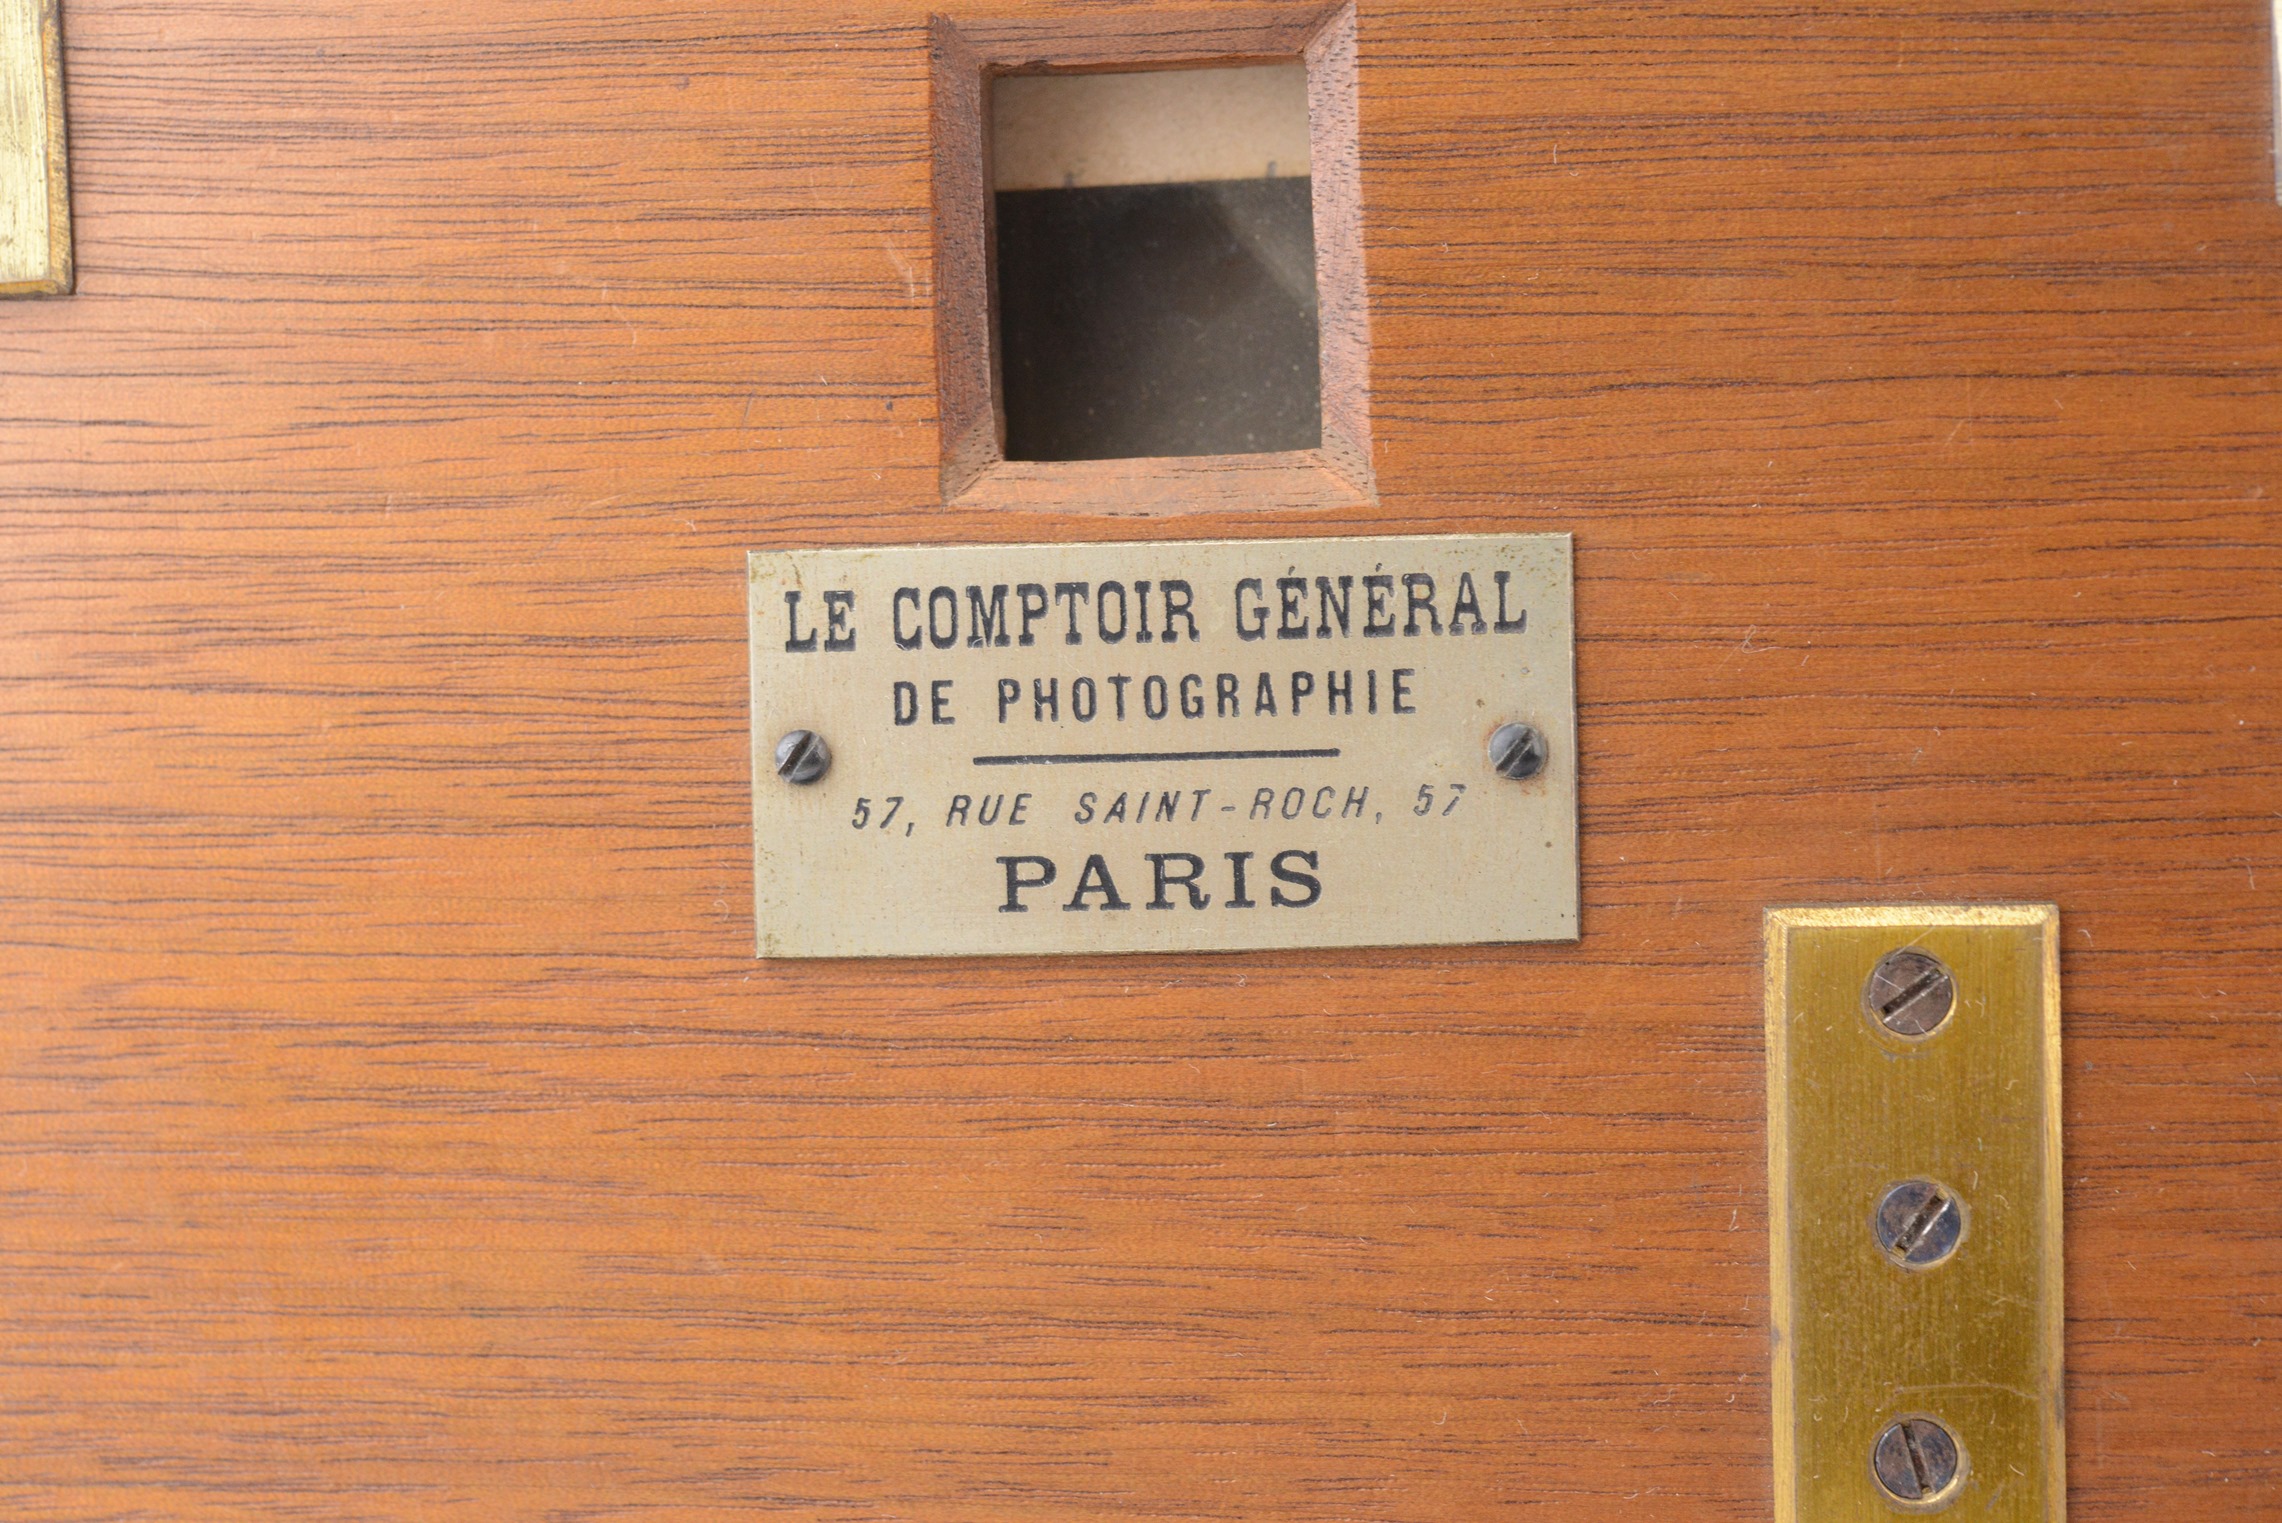 LE COMPTOIR GÉNÉRAL
DE PHOTOGRAPHIE
57, RUE SAINT-ROCH, 57
PARIS